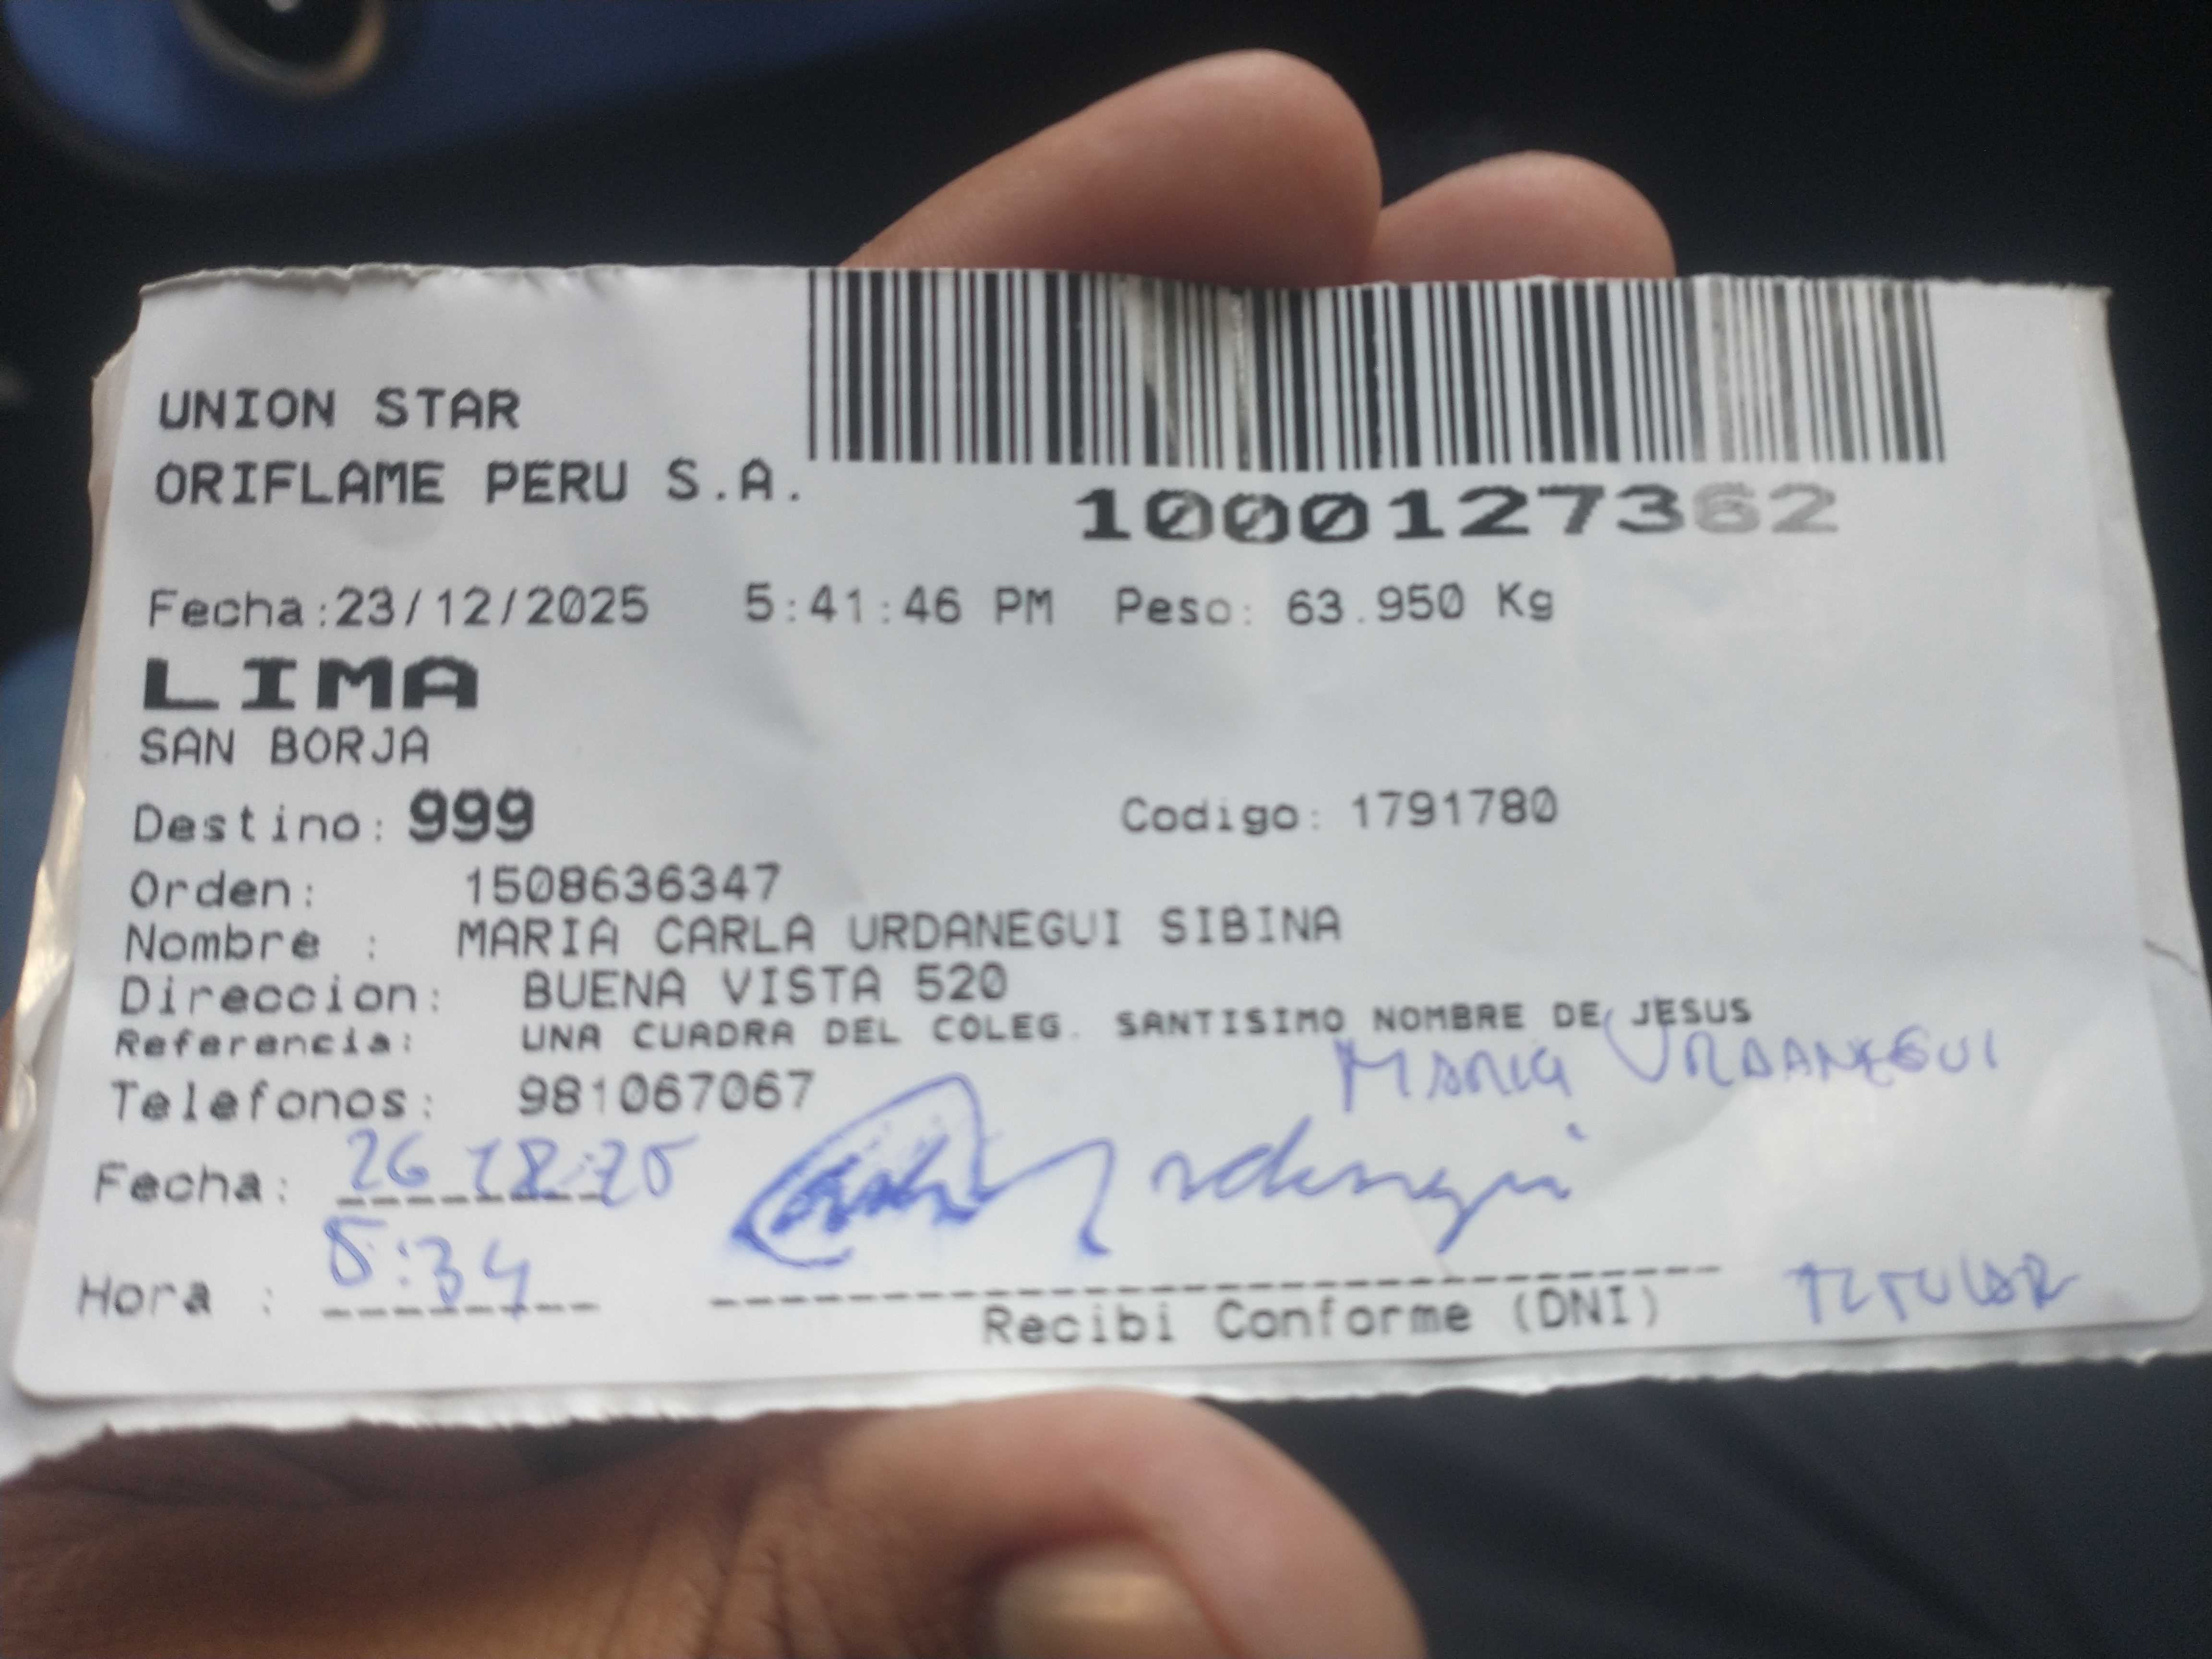 UNION STAR
ORIFLAME PERU S.A.
1000127362
Fecha:23/12/2025 5:41:46 PM Peso: 63.950 Kg
LIMA
SAN BORJA
Destino: 999 Codigo: 1791780
Orden: 1508636347
Nombre : MARIA CARLA URDANEGUI SIBINA
Direccion: BUENA VISTA 520
Referencia: UNA CUADRA DEL COLEG. SANTISIMO NOMBRE DE JESUS
MARIA URDANEGUI
Telefonos: 981067067
Fecha: 26 12 25
Hora : 5:34
Recibi Conforme (DNI) TITULAR